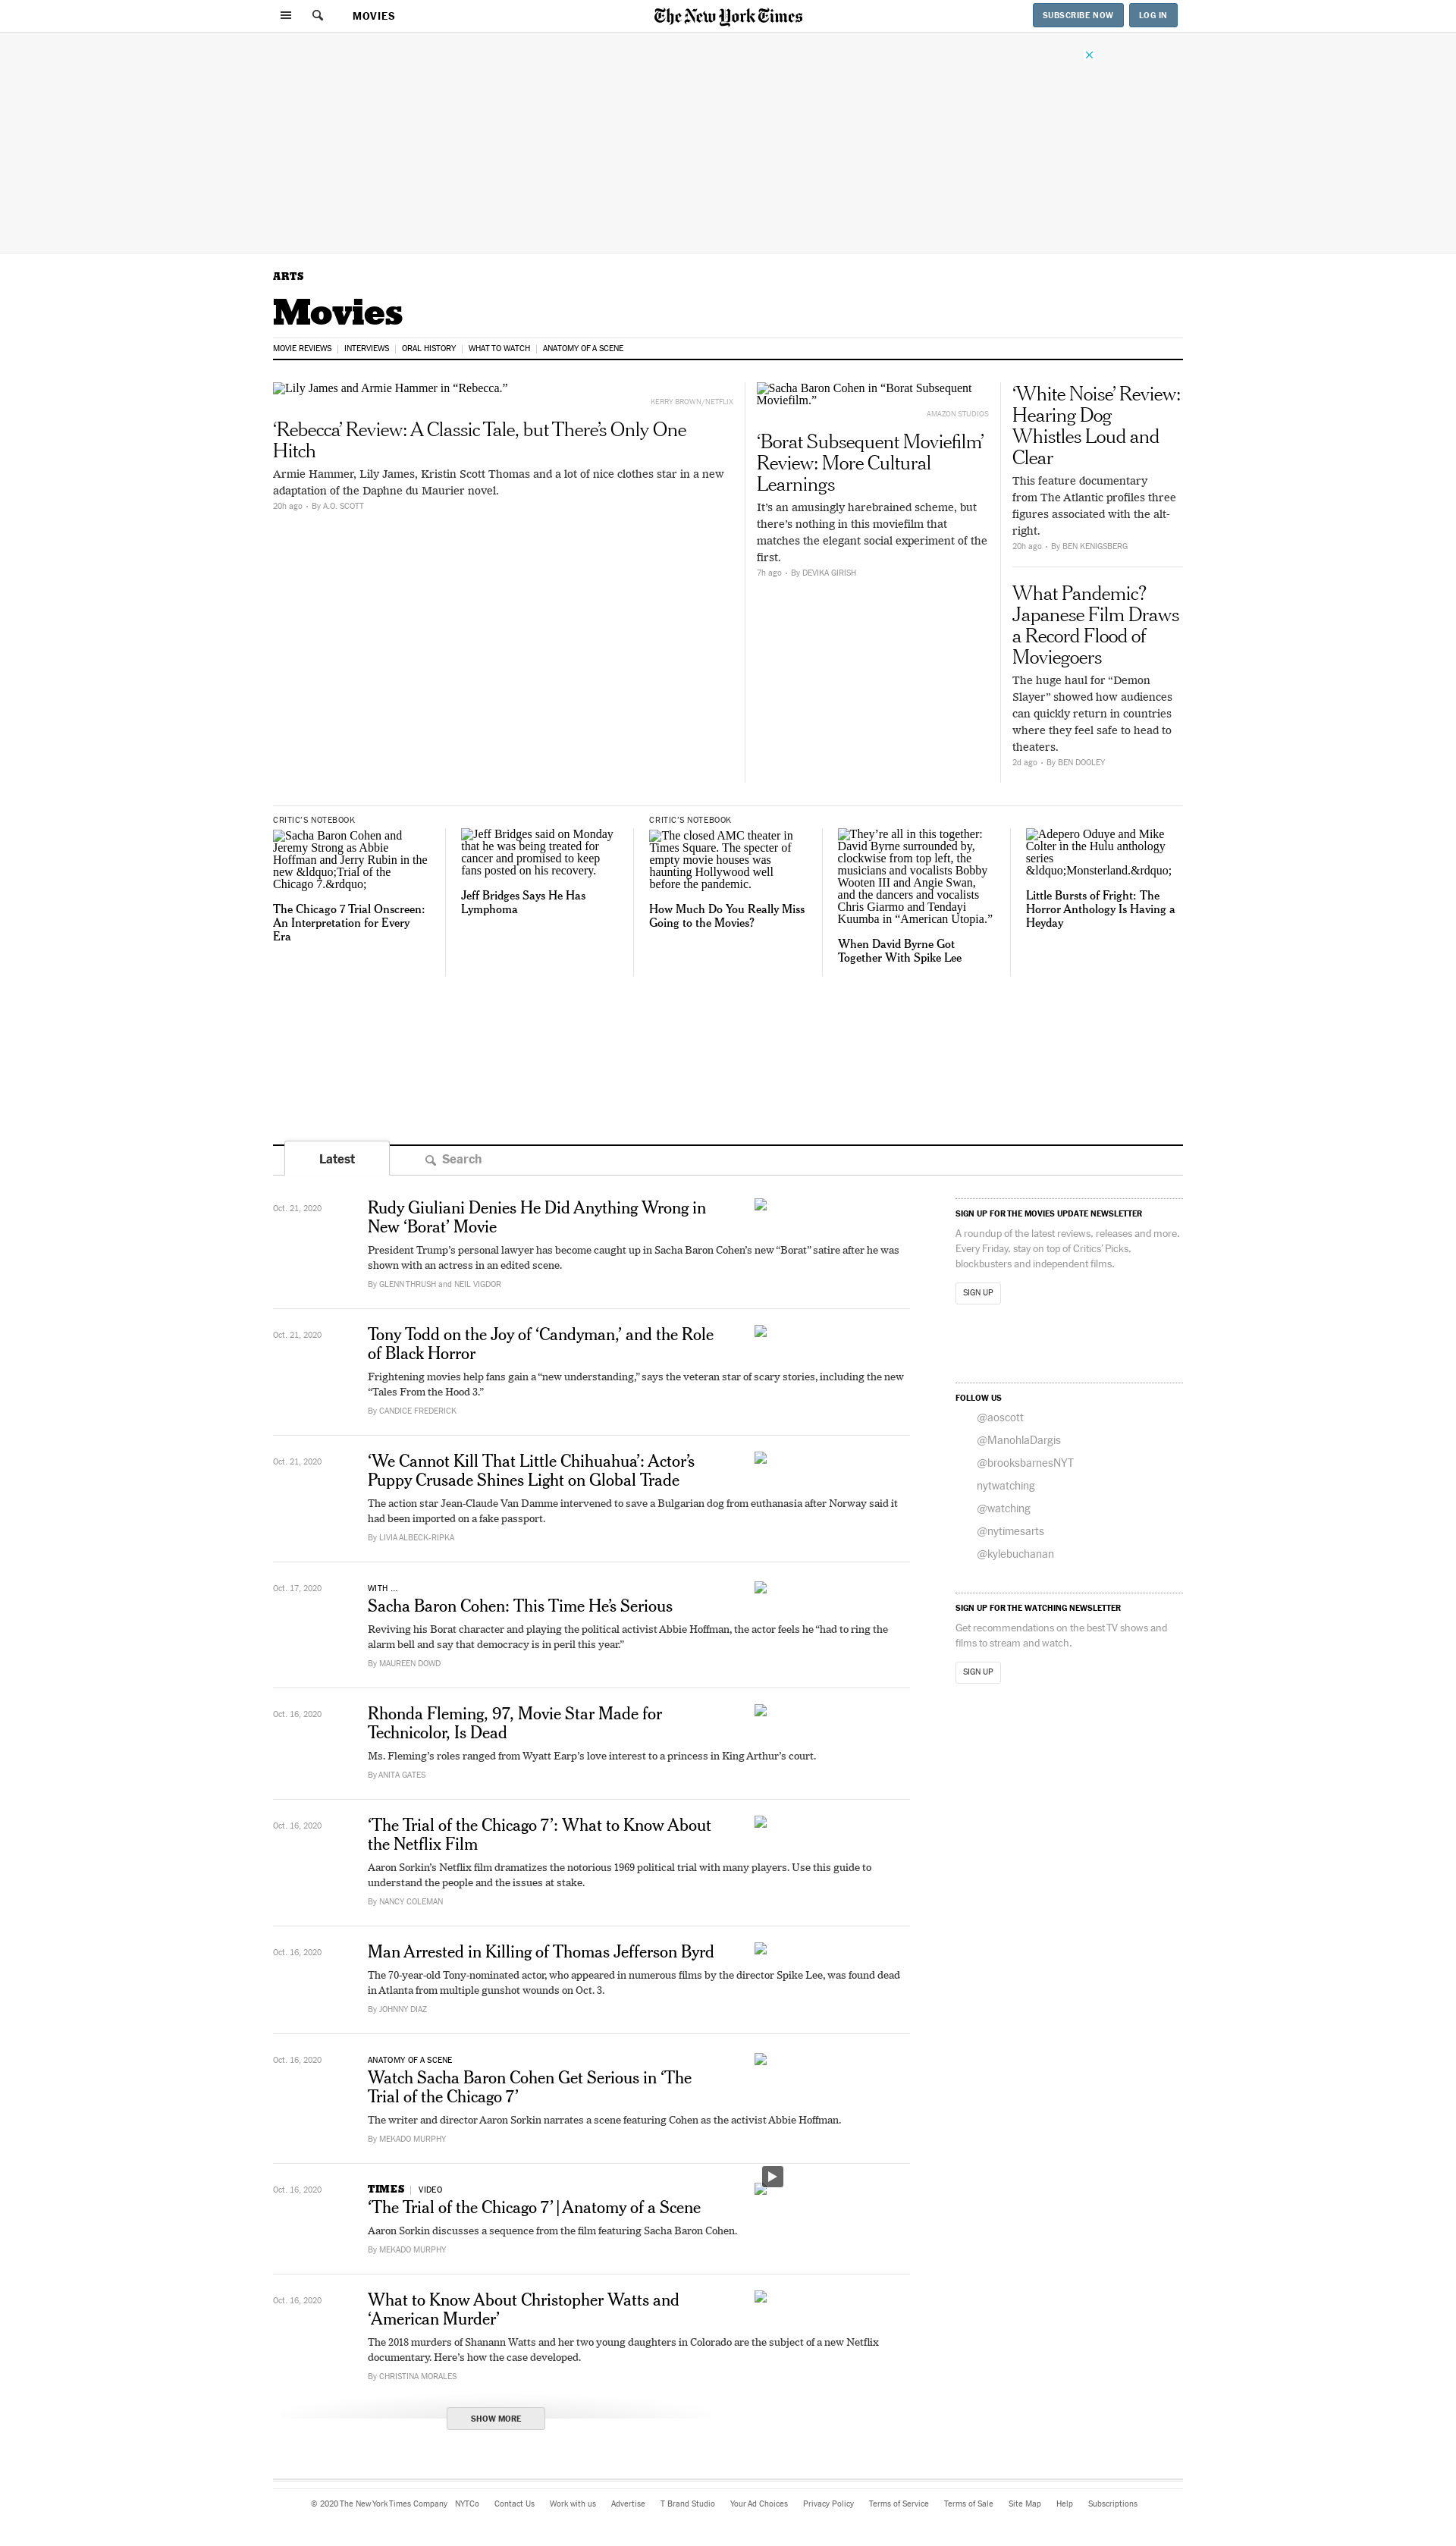 MOVIES
The New York Times
SUBSCRIBE NOW
LOG IN
ARTS
Movies
MOVIE REVIEWS
INTERVIEWS
ORAL HISTORY
WHAT TO WATCH
ANATOMY OF A SCENE
Lily James and Armie Hammer in “Rebecca.”
KERRY BROWN/NETFLIX
‘Rebecca’ Review: A Classic Tale, but There’s Only One
Hitch
Armie Hammer, Lily James, Kristin Scott Thomas and a lot of nice clothes star in a new
adaptation of the Daphne du Maurier novel.
20h ago • By A.O. SCOTT
Sacha Baron Cohen in “Borat Subsequent
Moviefilm.”
AMAZON STUDIOS
‘Borat Subsequent Moviefilm’
Review: More Cultural
Learnings
It’s an amusingly harebrained scheme, but
there’s nothing in this moviefilm that
matches the elegant social experiment of the
first.
7h ago • By DEVIKA GIRISH
‘White Noise’ Review:
Hearing Dog
Whistles Loud and
Clear
This feature documentary
from The Atlantic profiles three
figures associated with the alt-
right.
20h ago • By BEN KENIGSBERG
What Pandemic?
Japanese Film Draws
a Record Flood of
Moviegoers
The huge haul for “Demon
Slayer” showed how audiences
can quickly return in countries
where they feel safe to head to
theaters.
2d ago • By BEN DOOLEY
CRITIC’S NOTEBOOK
Sacha Baron Cohen and
Jeremy Strong as Abbie
Hoffman and Jerry Rubin in the
new &ldquo;Trial of the
Chicago 7.&rdquo;
The Chicago 7 Trial Onscreen:
An Interpretation for Every
Era
Jeff Bridges said on Monday
that he was being treated for
cancer and promised to keep
fans posted on his recovery.
Jeff Bridges Says He Has
Lymphoma
CRITIC’S NOTEBOOK
The closed AMC theater in
Times Square. The specter of
empty movie houses was
haunting Hollywood well
before the pandemic.
How Much Do You Really Miss
Going to the Movies?
They’re all in this together:
David Byrne surrounded by,
clockwise from top left, the
musicians and vocalists Bobby
Wooten III and Angie Swan,
and the dancers and vocalists
Chris Giarmo and Tendayi
Kuumba in “American Utopia.”
When David Byrne Got
Together With Spike Lee
Adepero Oduye and Mike
Colter in the Hulu anthology
series
&ldquo;Monsterland.&rdquo;
Little Bursts of Fright: The
Horror Anthology Is Having a
Heyday
Latest
Search
Oct. 21, 2020
Rudy Giuliani Denies He Did Anything Wrong in
New ‘Borat’ Movie
President Trump’s personal lawyer has become caught up in Sacha Baron Cohen’s new “Borat” satire after he was
shown with an actress in an edited scene.
By GLENN THRUSH and NEIL VIGDOR
Oct. 21, 2020
Tony Todd on the Joy of ‘Candyman,’ and the Role
of Black Horror
Frightening movies help fans gain a “new understanding,” says the veteran star of scary stories, including the new
“Tales From the Hood 3.”
By CANDICE FREDERICK
Oct. 21, 2020
‘We Cannot Kill That Little Chihuahua’: Actor’s
Puppy Crusade Shines Light on Global Trade
The action star Jean-Claude Van Damme intervened to save a Bulgarian dog from euthanasia after Norway said it
had been imported on a fake passport.
By LIVIA ALBECK-RIPKA
Oct. 17, 2020
WITH ...
Sacha Baron Cohen: This Time He’s Serious
Reviving his Borat character and playing the political activist Abbie Hoffman, the actor feels he “had to ring the
alarm bell and say that democracy is in peril this year.”
By MAUREEN DOWD
Oct. 16, 2020
Rhonda Fleming, 97, Movie Star Made for
Technicolor, Is Dead
Ms. Fleming’s roles ranged from Wyatt Earp’s love interest to a princess in King Arthur’s court.
By ANITA GATES
Oct. 16, 2020
‘The Trial of the Chicago 7’: What to Know About
the Netflix Film
Aaron Sorkin’s Netflix film dramatizes the notorious 1969 political trial with many players. Use this guide to
understand the people and the issues at stake.
By NANCY COLEMAN
Oct. 16, 2020
Man Arrested in Killing of Thomas Jefferson Byrd
The 70-year-old Tony-nominated actor, who appeared in numerous films by the director Spike Lee, was found dead
in Atlanta from multiple gunshot wounds on Oct. 3.
By JOHNNY DIAZ
Oct. 16, 2020
ANATOMY OF A SCENE
Watch Sacha Baron Cohen Get Serious in ‘The
Trial of the Chicago 7’
The writer and director Aaron Sorkin narrates a scene featuring Cohen as the activist Abbie Hoffman.
By MEKADO MURPHY
Oct. 16, 2020
TIMES | VIDEO
‘The Trial of the Chicago 7’ | Anatomy of a Scene
Aaron Sorkin discusses a sequence from the film featuring Sacha Baron Cohen.
By MEKADO MURPHY
Oct. 16, 2020
What to Know About Christopher Watts and
‘American Murder’
The 2018 murders of Shanann Watts and her two young daughters in Colorado are the subject of a new Netflix
documentary. Here’s how the case developed.
By CHRISTINA MORALES
SHOW MORE
SIGN UP FOR THE MOVIES UPDATE NEWSLETTER
A roundup of the latest reviews, releases and more.
Every Friday, stay on top of Critics’ Picks,
blockbusters and independent films.
SIGN UP
FOLLOW US
@aoscott
@ManohlaDargis
@brooksbarnesNYT
nytwatching
@watching
@nytimesarts
@kylebuchanan
SIGN UP FOR THE WATCHING NEWSLETTER
Get recommendations on the best TV shows and
films to stream and watch.
SIGN UP
© 2020 The New York Times Company NYTCo Contact Us Work with us Advertise T Brand Studio Your Ad Choices Privacy Policy Terms of Service Terms of Sale Site Map Help Subscriptions